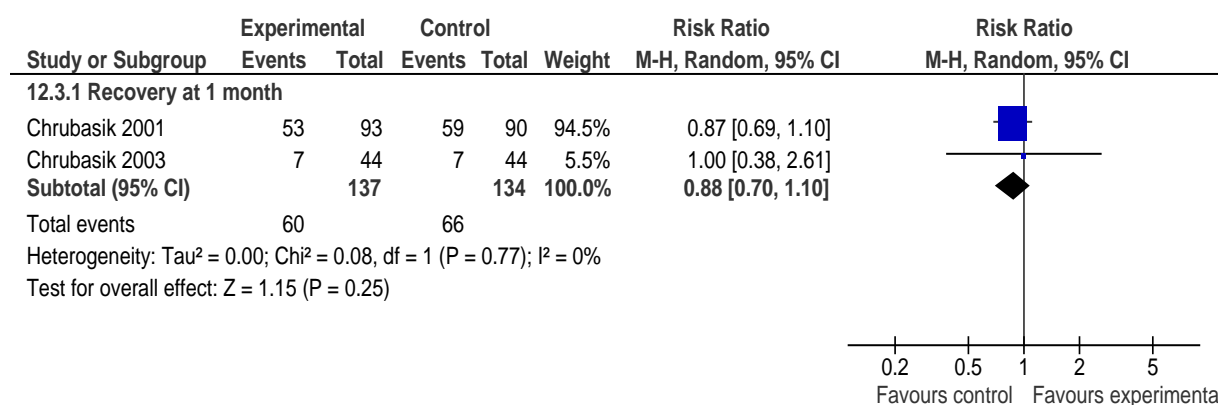 Experimental Control Risk Ratio Risk Ratio
Study or Subgroup Events Total Events Total Weight M-H, Random, 95% CI M-H, Random, 95% CI
12.3.1 Recovery at 1 month
Chrubasik 2001 53 93 59 90 94.5% 0.87 [0.69, 1.10]
Chrubasik 2003 7 44 7 44 5.5% 1.00 [0.38, 2.61]
Subtotal (95% CI) 137 134 100.0% 0.88 [0.70, 1.10]
Total events 60 66
Heterogeneity: Tau² = 0.00; Chi² = 0.08, df = 1 (P = 0.77); I² = 0%
Test for overall effect: Z = 1.15 (P = 0.25)
0.2 0.5 1 2 5
Favours control Favours experimenta